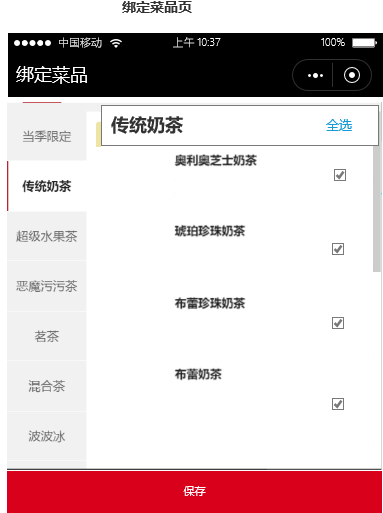 绑定菜品页
中国移动 上午 10:37 100%
绑定菜品
当季限定
传统奶茶 全选
传统奶茶
奥利奥芝士奶茶
超级水果茶
琥珀珍珠奶茶
恶魔污污茶
布蕾珍珠奶茶
茗茶
布蕾奶茶
混合茶
波波冰
保存